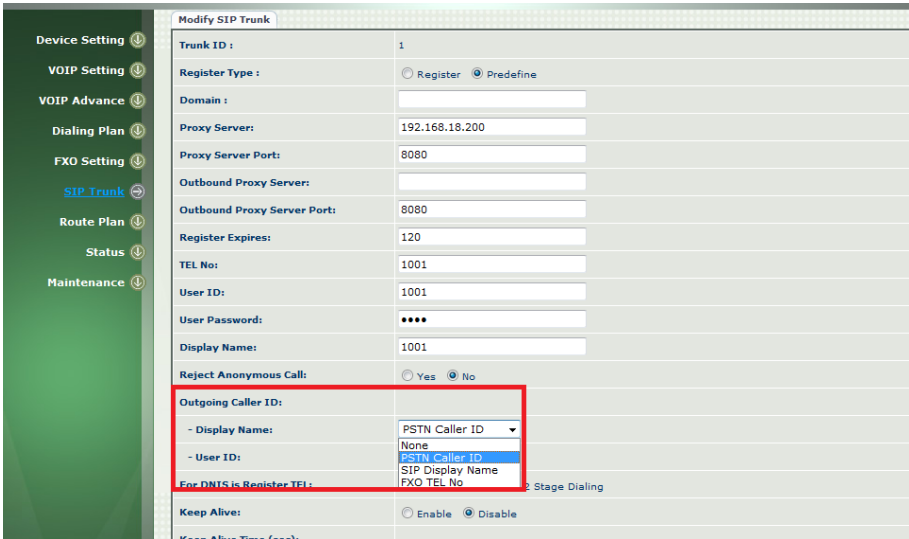 Modify SIP Trunk
Device Setting
VOIP Setting
VOIP Advance
Dialing Plan
FXO Setting
SIP Trunk
Route Plan
Status
Maintenance
Trunk ID : 1
Register Type : Register Predefine
Domain :
Proxy Server: 192.168.18.200
Proxy Server Port: 8080
Outbound Proxy Server:
Outbound Proxy Server Port: 8080
Register Expires: 120
TEL No: 1001
User ID: 1001
User Password: ••••
Display Name: 1001
Reject Anonymous Call: Yes No
Outgoing Caller ID:
- Display Name: PSTN Caller ID
None
- User ID: PSTN Caller ID
SIP Display Name
For DNIS is Register TEL: FXO TEL No 2 Stage Dialing
Keep Alive: Enable Disable
Keep Alive Time (sec):